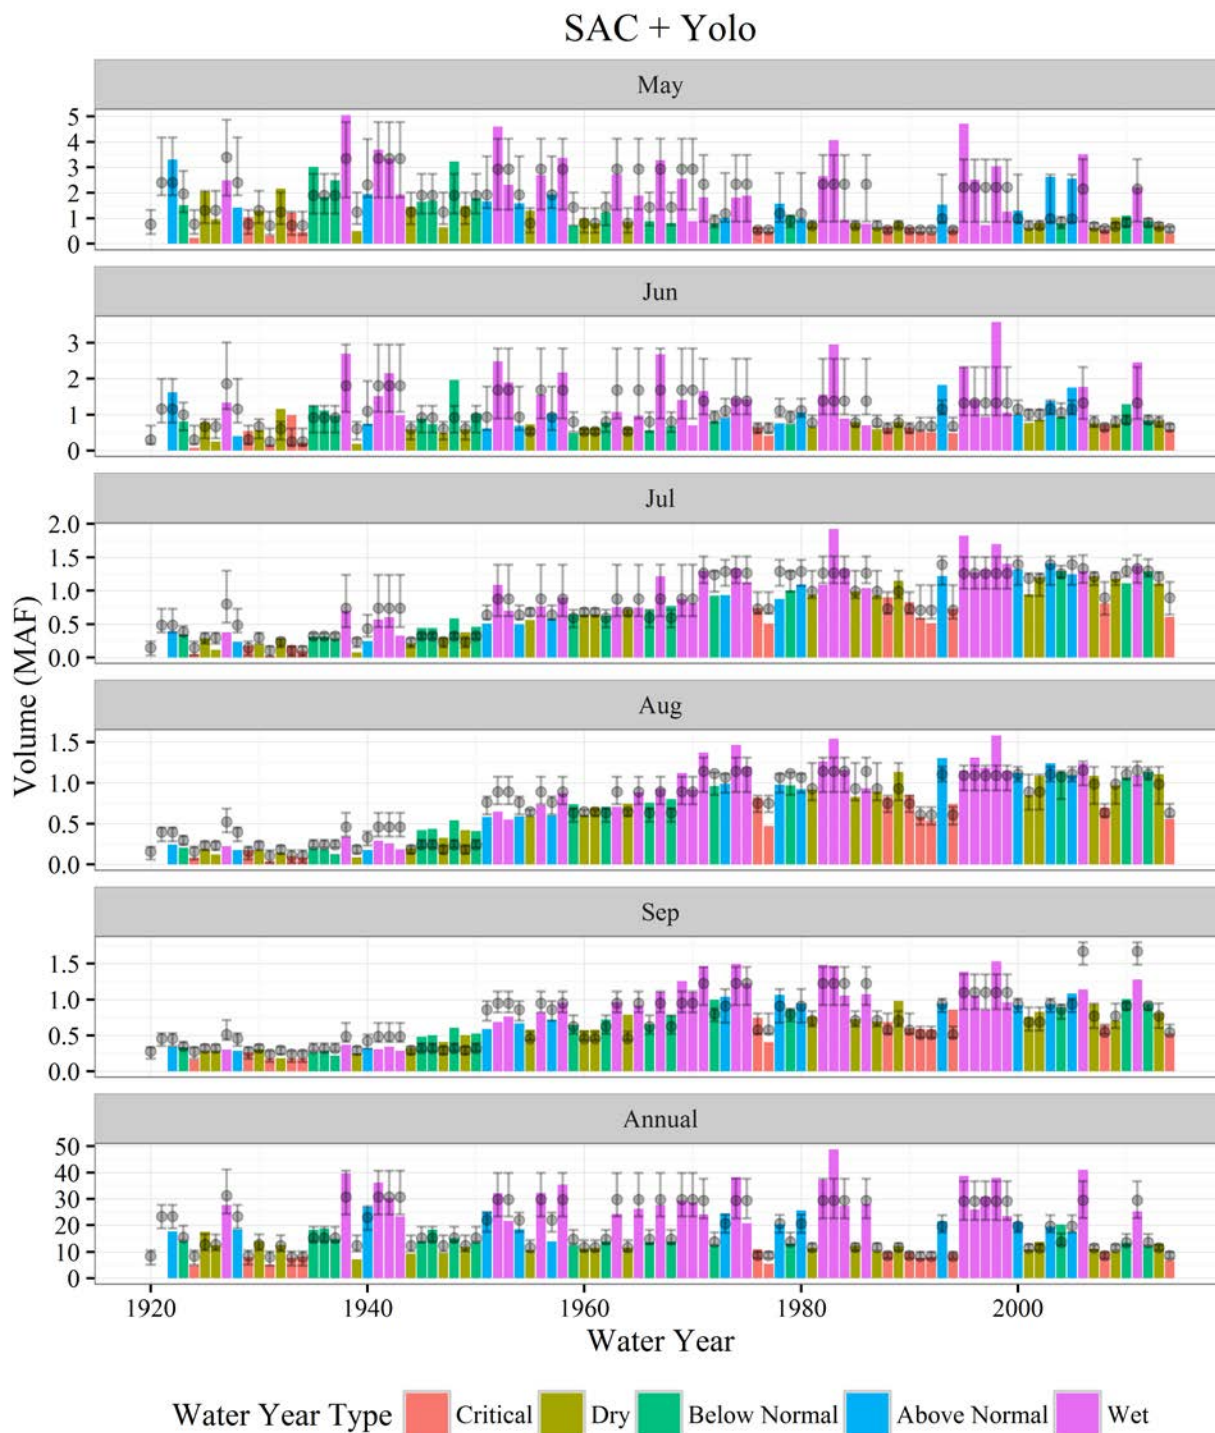 SAC + Yolo
May
5
4
3
2
1
0
Jun
3
2
1
0
Jul
2.0
1.5
1.0
0.5
0.0
Volume (MAF)
Aug
1.5
1.0
0.5
0.0
Sep
1.5
1.0
0.5
0.0
Annual
50
40
30
20
10
0
1920 1940 1960 1980 2000
Water Year
Water Year Type Critical Dry Below Normal Above Normal Wet